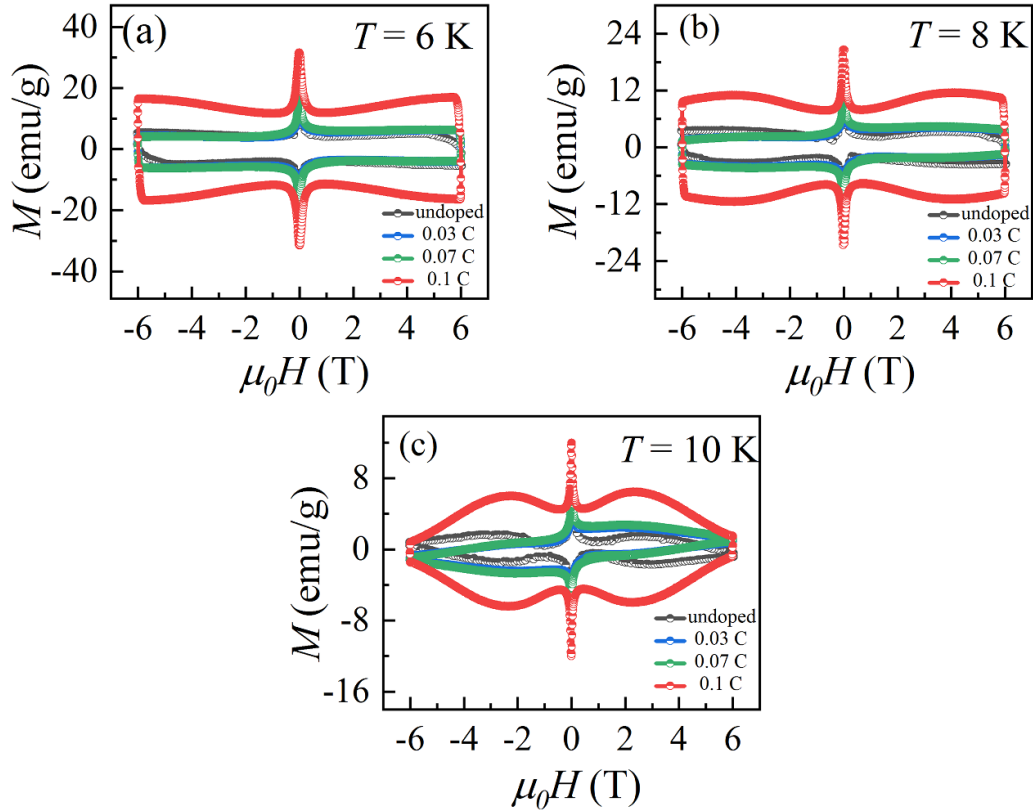 (a) T = 6 K
M (emu/g)
40
20
0
-20
-40
undoped
0.03 C
0.07 C
0.1 C
-6 -4 -2 0 2 4 6
μ₀H (T)
(b) T = 8 K
M (emu/g)
24
12
0
-12
-24
undoped
0.03 C
0.07 C
0.1 C
-6 -4 -2 0 2 4 6
μ₀H (T)
(c) T = 10 K
M (emu/g)
8
0
-8
-16
undoped
0.03 C
0.07 C
0.1 C
-6 -4 -2 0 2 4 6
μ₀H (T)